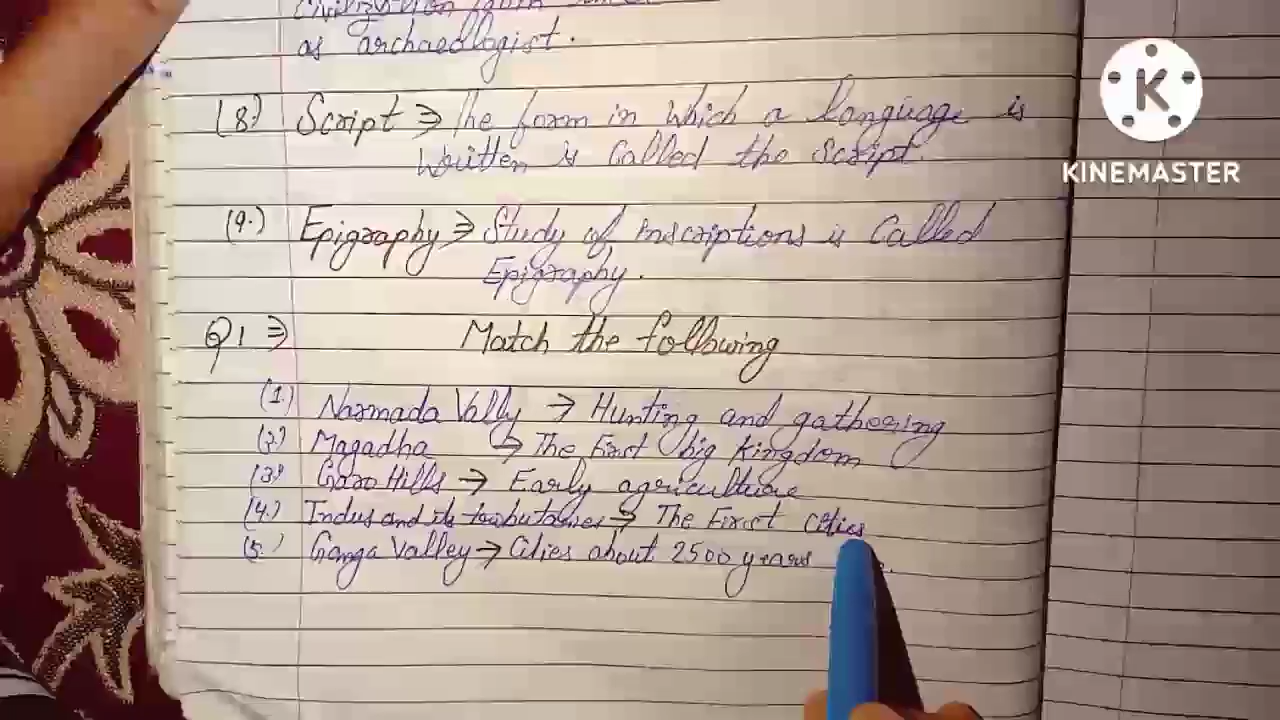 as archaeologist.
(8.) Script ⇒ The form in which a language is
written is called the script.
(9.) Epigraphy ⇒ Study of inscriptions is called
Epigraphy.
Q1 ⇒ Match the following
(1.) Narmada Vally → Hunting and gathering
(2.) Magadha → The First big kingdom
(3) Garo Hills → Early agriculture
(4.) Indus and its tributaries → The First cities
(5.) Ganga Valley → Cities about 2500 years
K
KINEMASTER